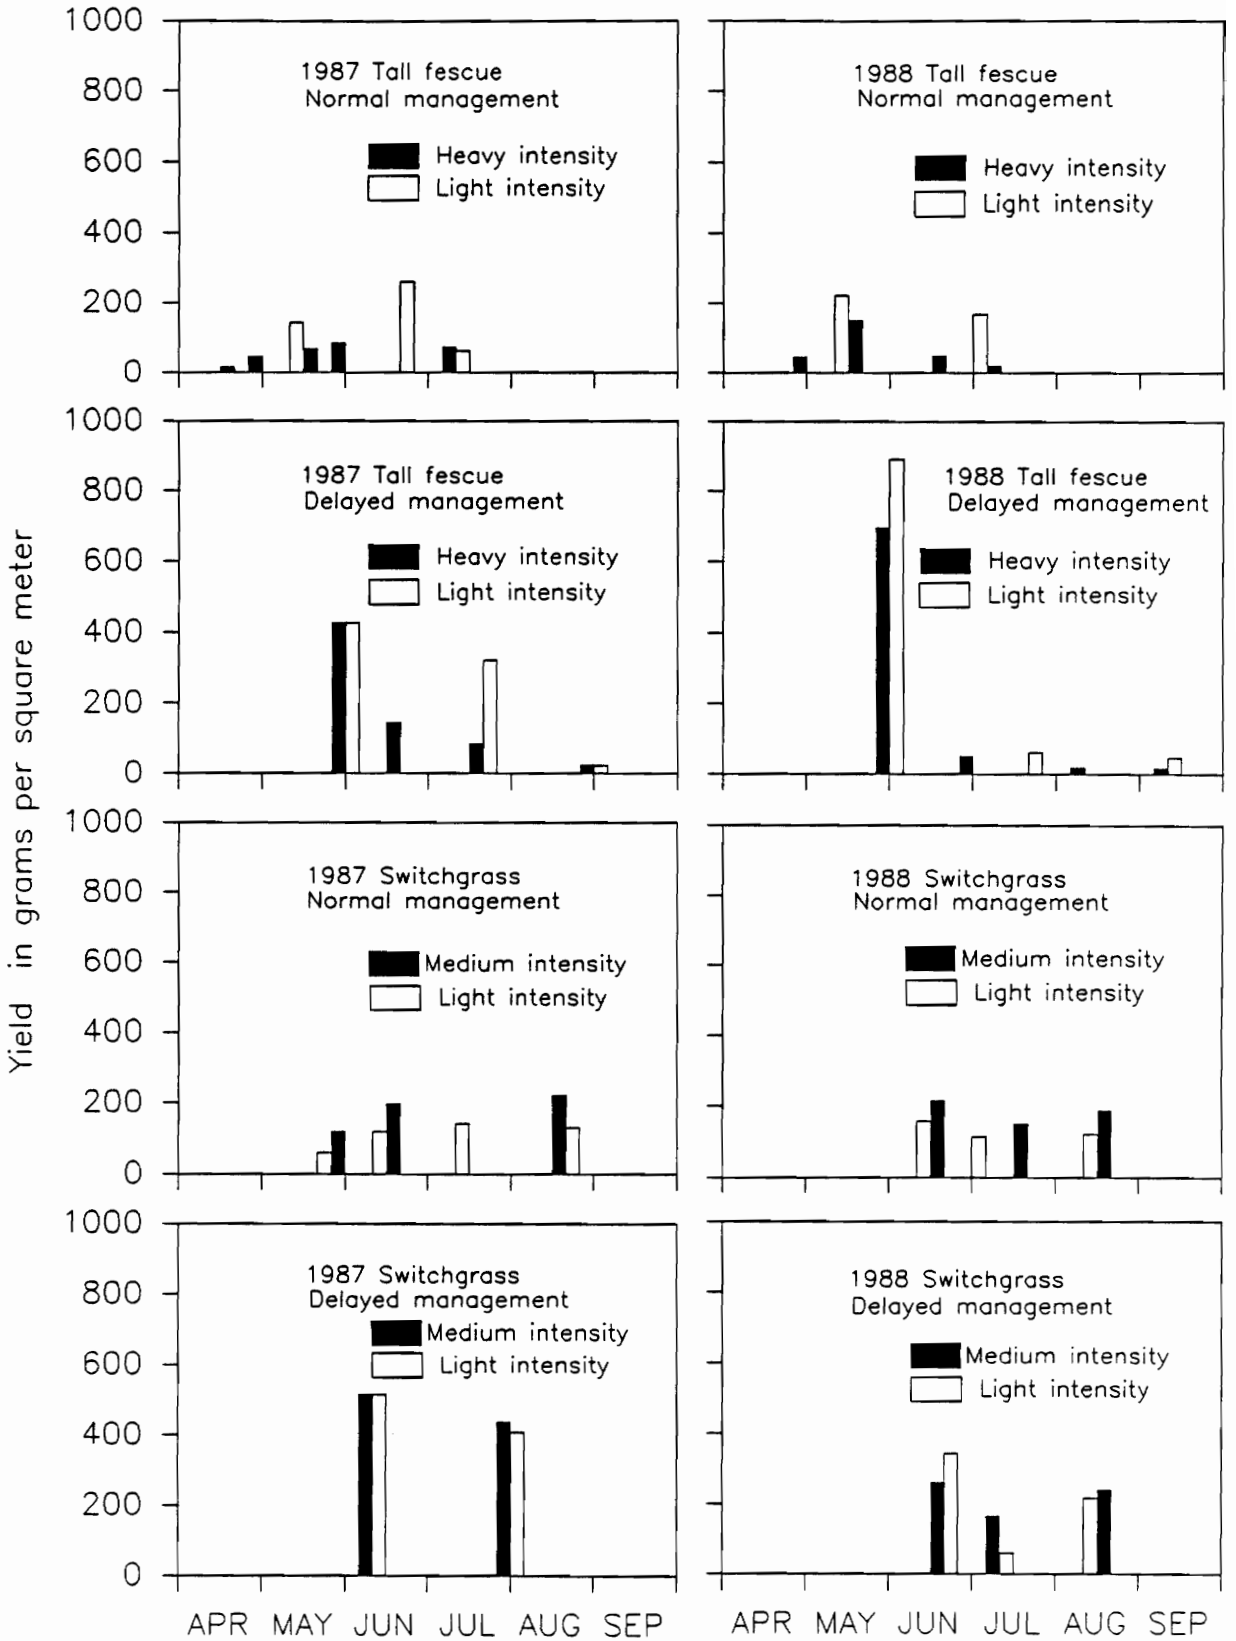 Yield in grams per square meter
1000
800
600
400
200
0
1987 Tall fescue
Normal management
Heavy intensity
Light intensity
1988 Tall fescue
Normal management
Heavy intensity
Light intensity
1000
800
600
400
200
0
1987 Tall fescue
Delayed management
Heavy intensity
Light intensity
1988 Tall fescue
Delayed management
Heavy intensity
Light intensity
1000
800
600
400
200
0
1987 Switchgrass
Normal management
Medium intensity
Light intensity
1988 Switchgrass
Normal management
Medium intensity
Light intensity
1000
800
600
400
200
0
1987 Switchgrass
Delayed management
Medium intensity
Light intensity
1988 Switchgrass
Delayed management
Medium intensity
Light intensity
APR MAY JUN JUL AUG SEP
APR MAY JUN JUL AUG SEP